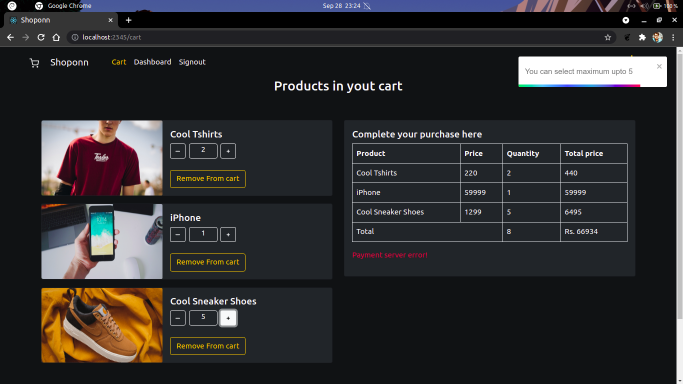 Google Chrome
Sep 28 23:24
100 %
Shoponn
localhost:2345/cart
Shoponn Cart Dashboard Signout
You can select maximum upto 5
Products in yout cart
Cool Tshirts
− 2 +
Remove From cart
iPhone
− 1 +
Remove From cart
Cool Sneaker Shoes
− 5 +
Remove From cart
Complete your purchase here
Product Price Quantity Total price
Cool Tshirts 220 2 440
iPhone 59999 1 59999
Cool Sneaker Shoes 1299 5 6495
Total 8 Rs. 66934
Payment server error!